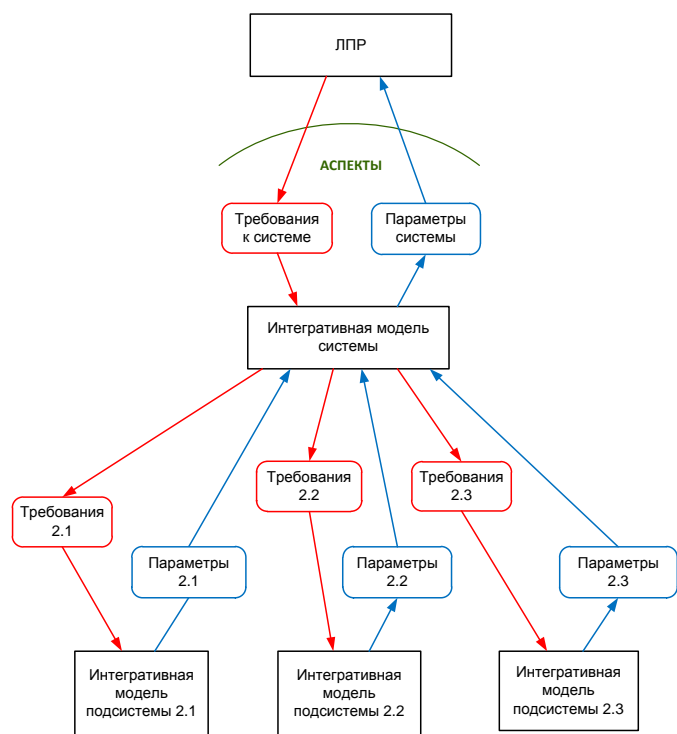 ЛПР
АСПЕКТЫ
Требования
к системе
Параметры
системы
Интегративная модель
системы
Требования
2.1
Требования
2.2
Требования
2.3
Параметры
2.1
Параметры
2.2
Параметры
2.3
Интегративная
модель
подсистемы 2.1
Интегративная
модель
подсистемы 2.2
Интегративная
модель
подсистемы 2.3